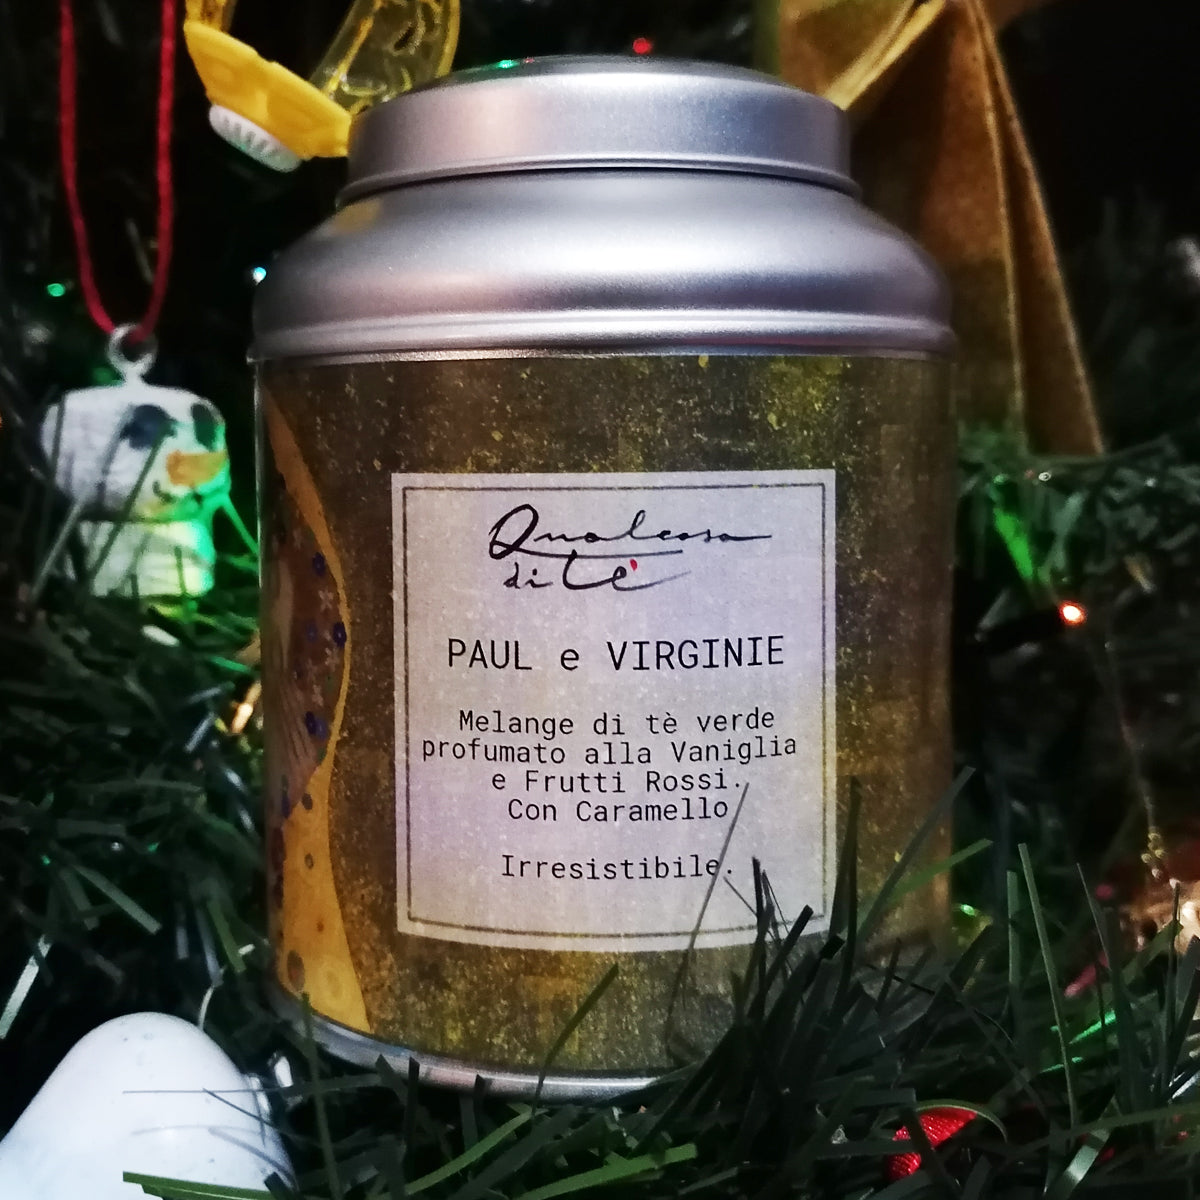 Qualcosa
di tè
PAUL e VIRGINIE
Melange di tè verde
profumato alla Vaniglia
e Frutti Rossi.
Con Caramello
Irresistibile.